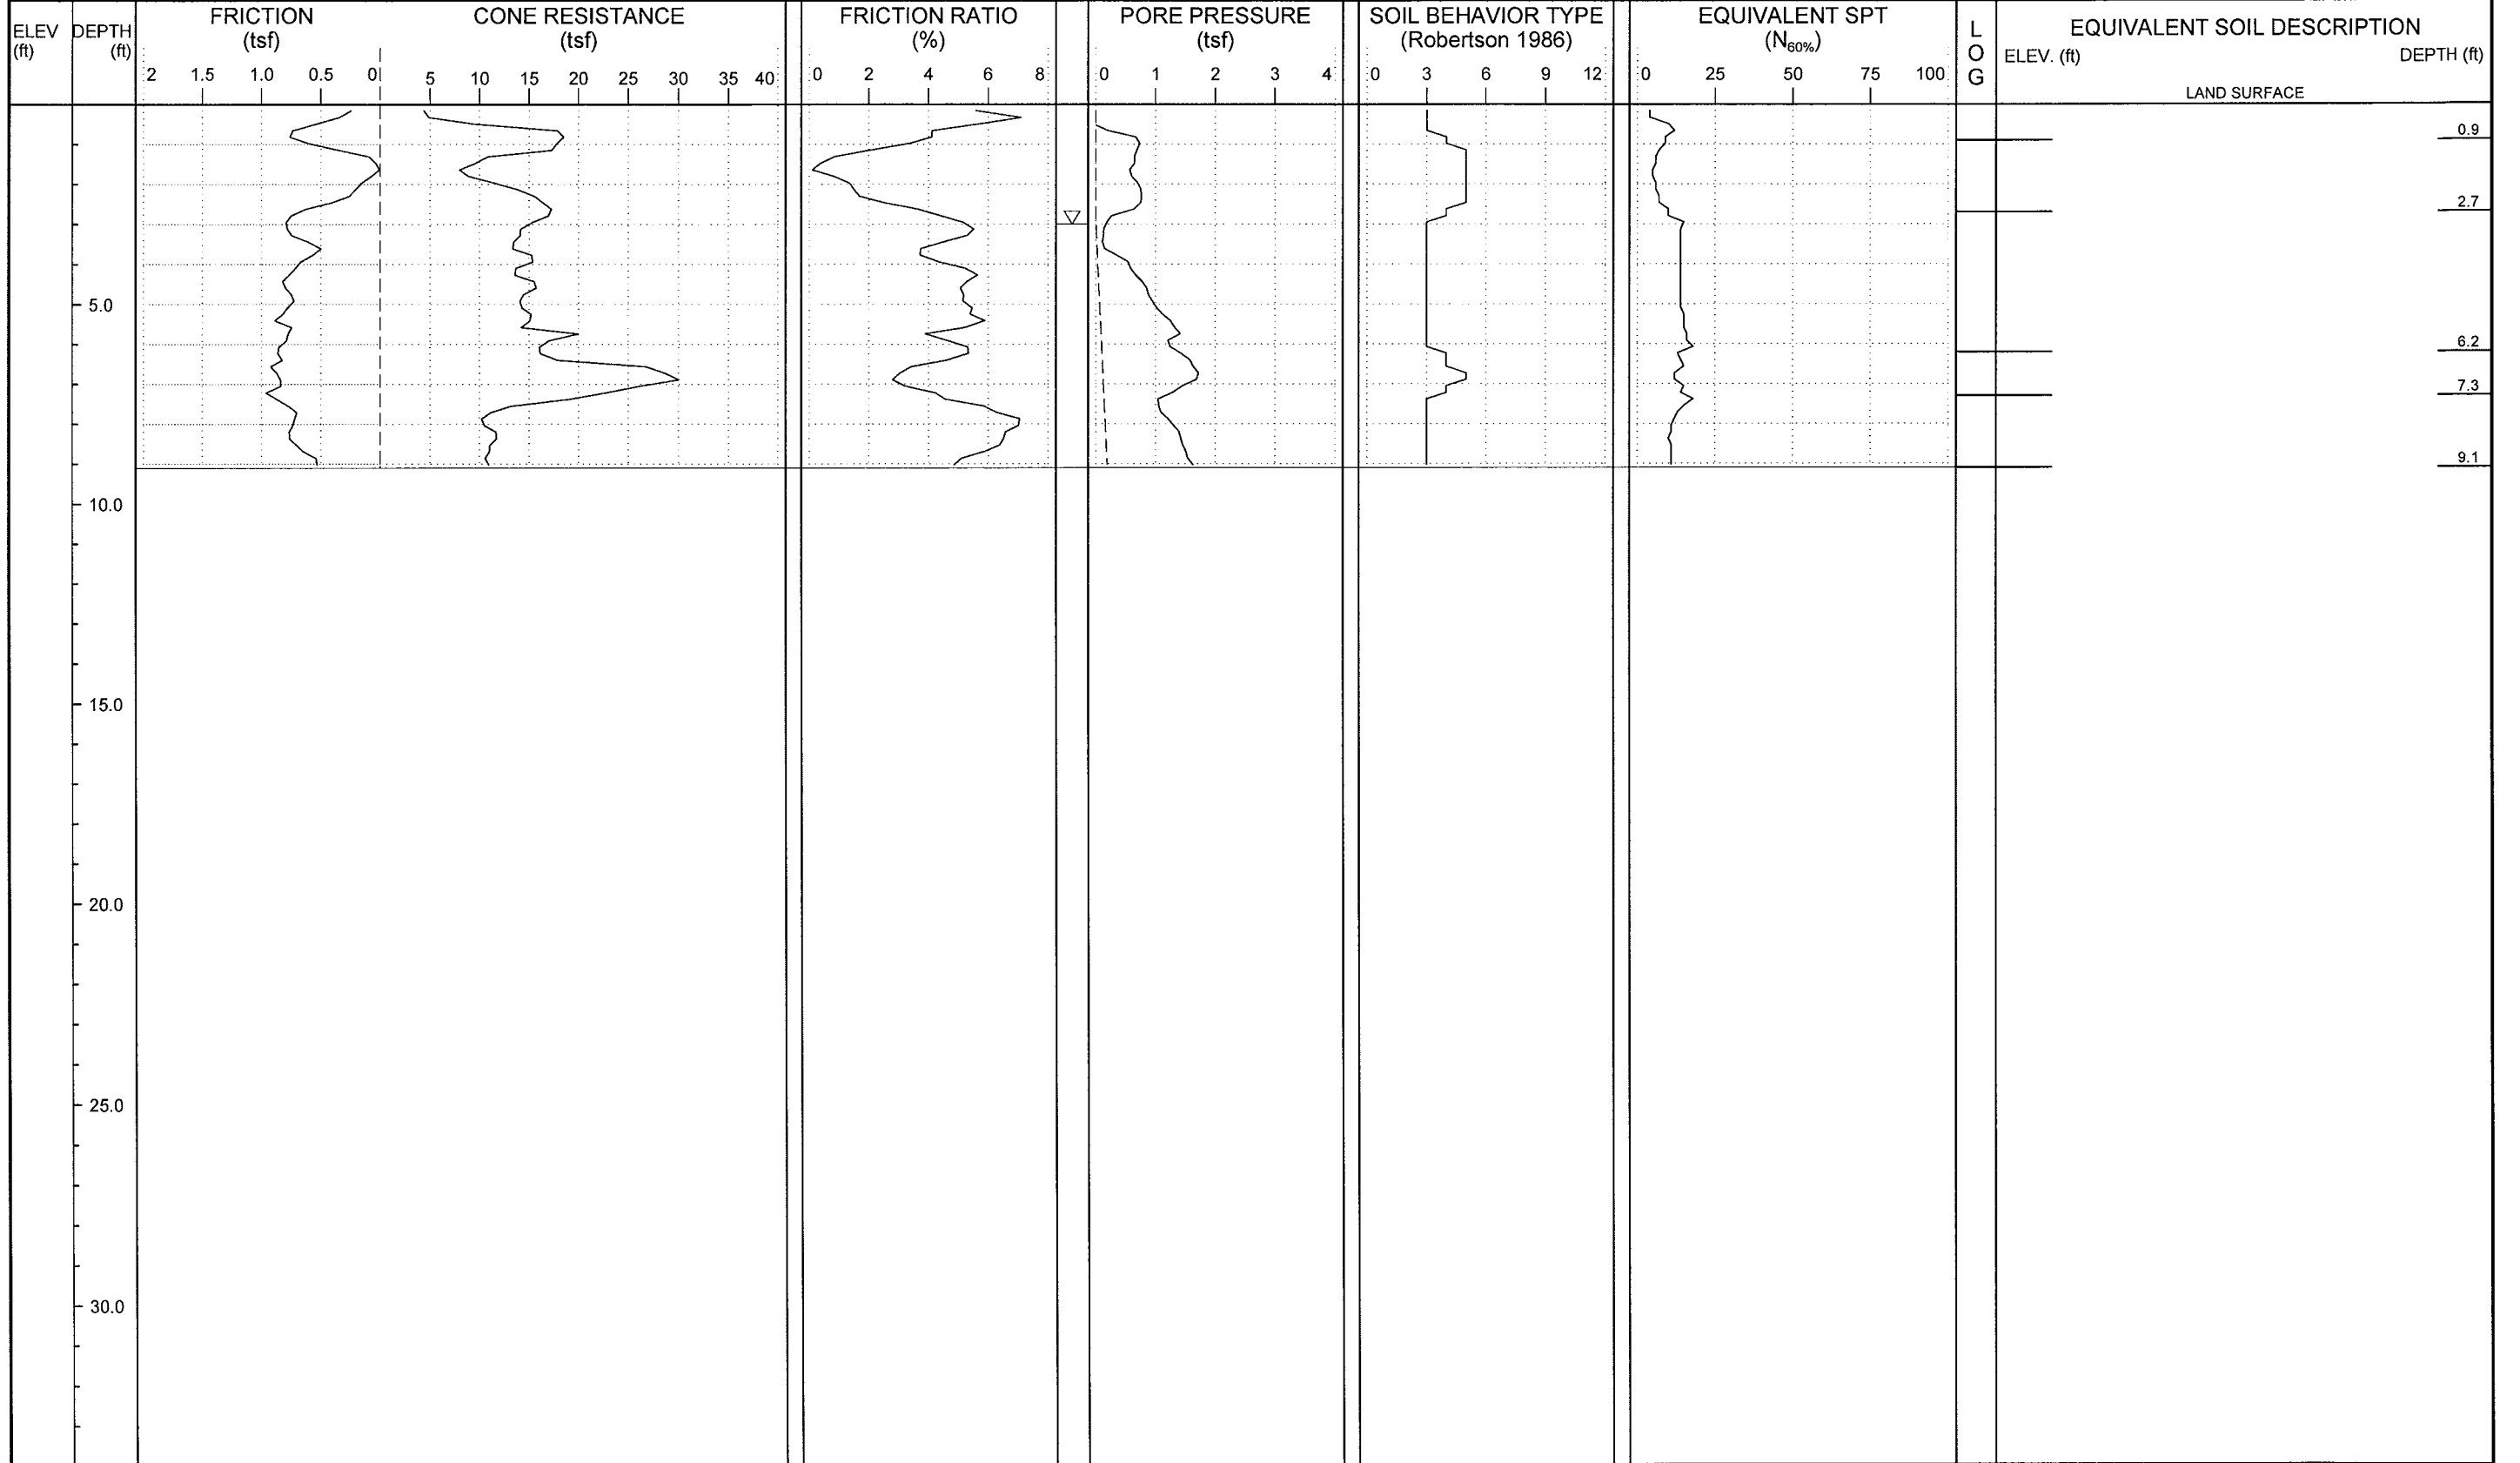 ELEV
(ft)
DEPTH
(ft)
FRICTION
(tsf)
2 1.5 1.0 0.5 0
CONE RESISTANCE
(tsf)
5 10 15 20 25 30 35 40
FRICTION RATIO
(%)
0 2 4 6 8
PORE PRESSURE
(tsf)
0 1 2 3 4
SOIL BEHAVIOR TYPE
(Robertson 1986)
0 3 6 9 12
EQUIVALENT SPT
(N60%)
0 25 50 75 100
L
O
G
EQUIVALENT SOIL DESCRIPTION
ELEV. (ft) DEPTH (ft)
LAND SURFACE
0.9
2.7
5.0
6.2
7.3
9.1
10.0
15.0
20.0
25.0
30.0